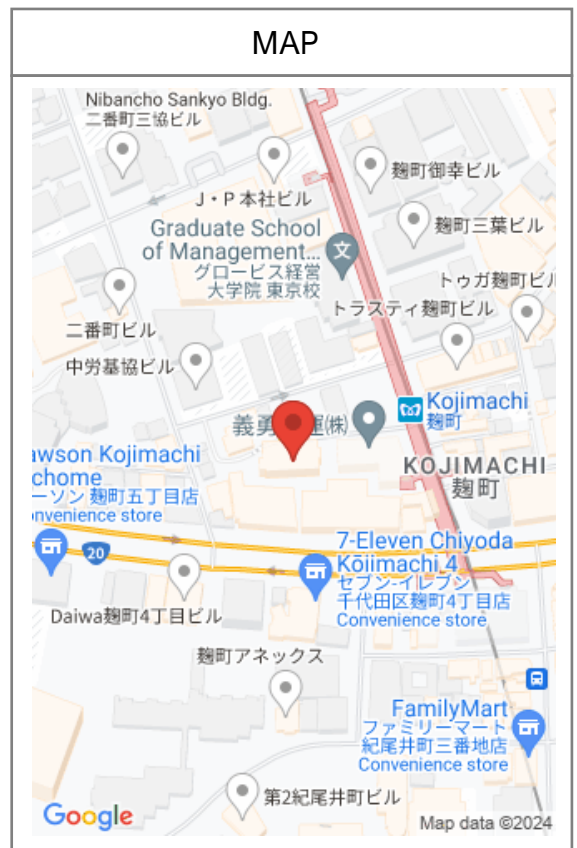 MAP
Nibancho Sankyo Bldg.
二番町三協ビル
麹町御幸ビル
J・P本社ビル
麹町三葉ビル
Graduate School
of Management...
グロービス経営
大学院 東京校
文
トゥガ麹町ビル
トラスティ麹町ビル
二番町ビル
中労基協ビル
Kojimachi
麹町
義勇
運㈱
KOJIMACHI
麹町
awson Kojimachi
chome
ーソン 麹町五丁目店
onvenience store
20
7-Eleven Chiyoda
Kōjimachi 4
セブン-イレブン
千代田区麹町4丁目店
Convenience store
Daiwa麹町4丁目ビル
麹町アネックス
FamilyMart
ファミリーマート
紀尾井町三番地店
Convenience store
第2紀尾井町ビル
Google
Map data ©2024